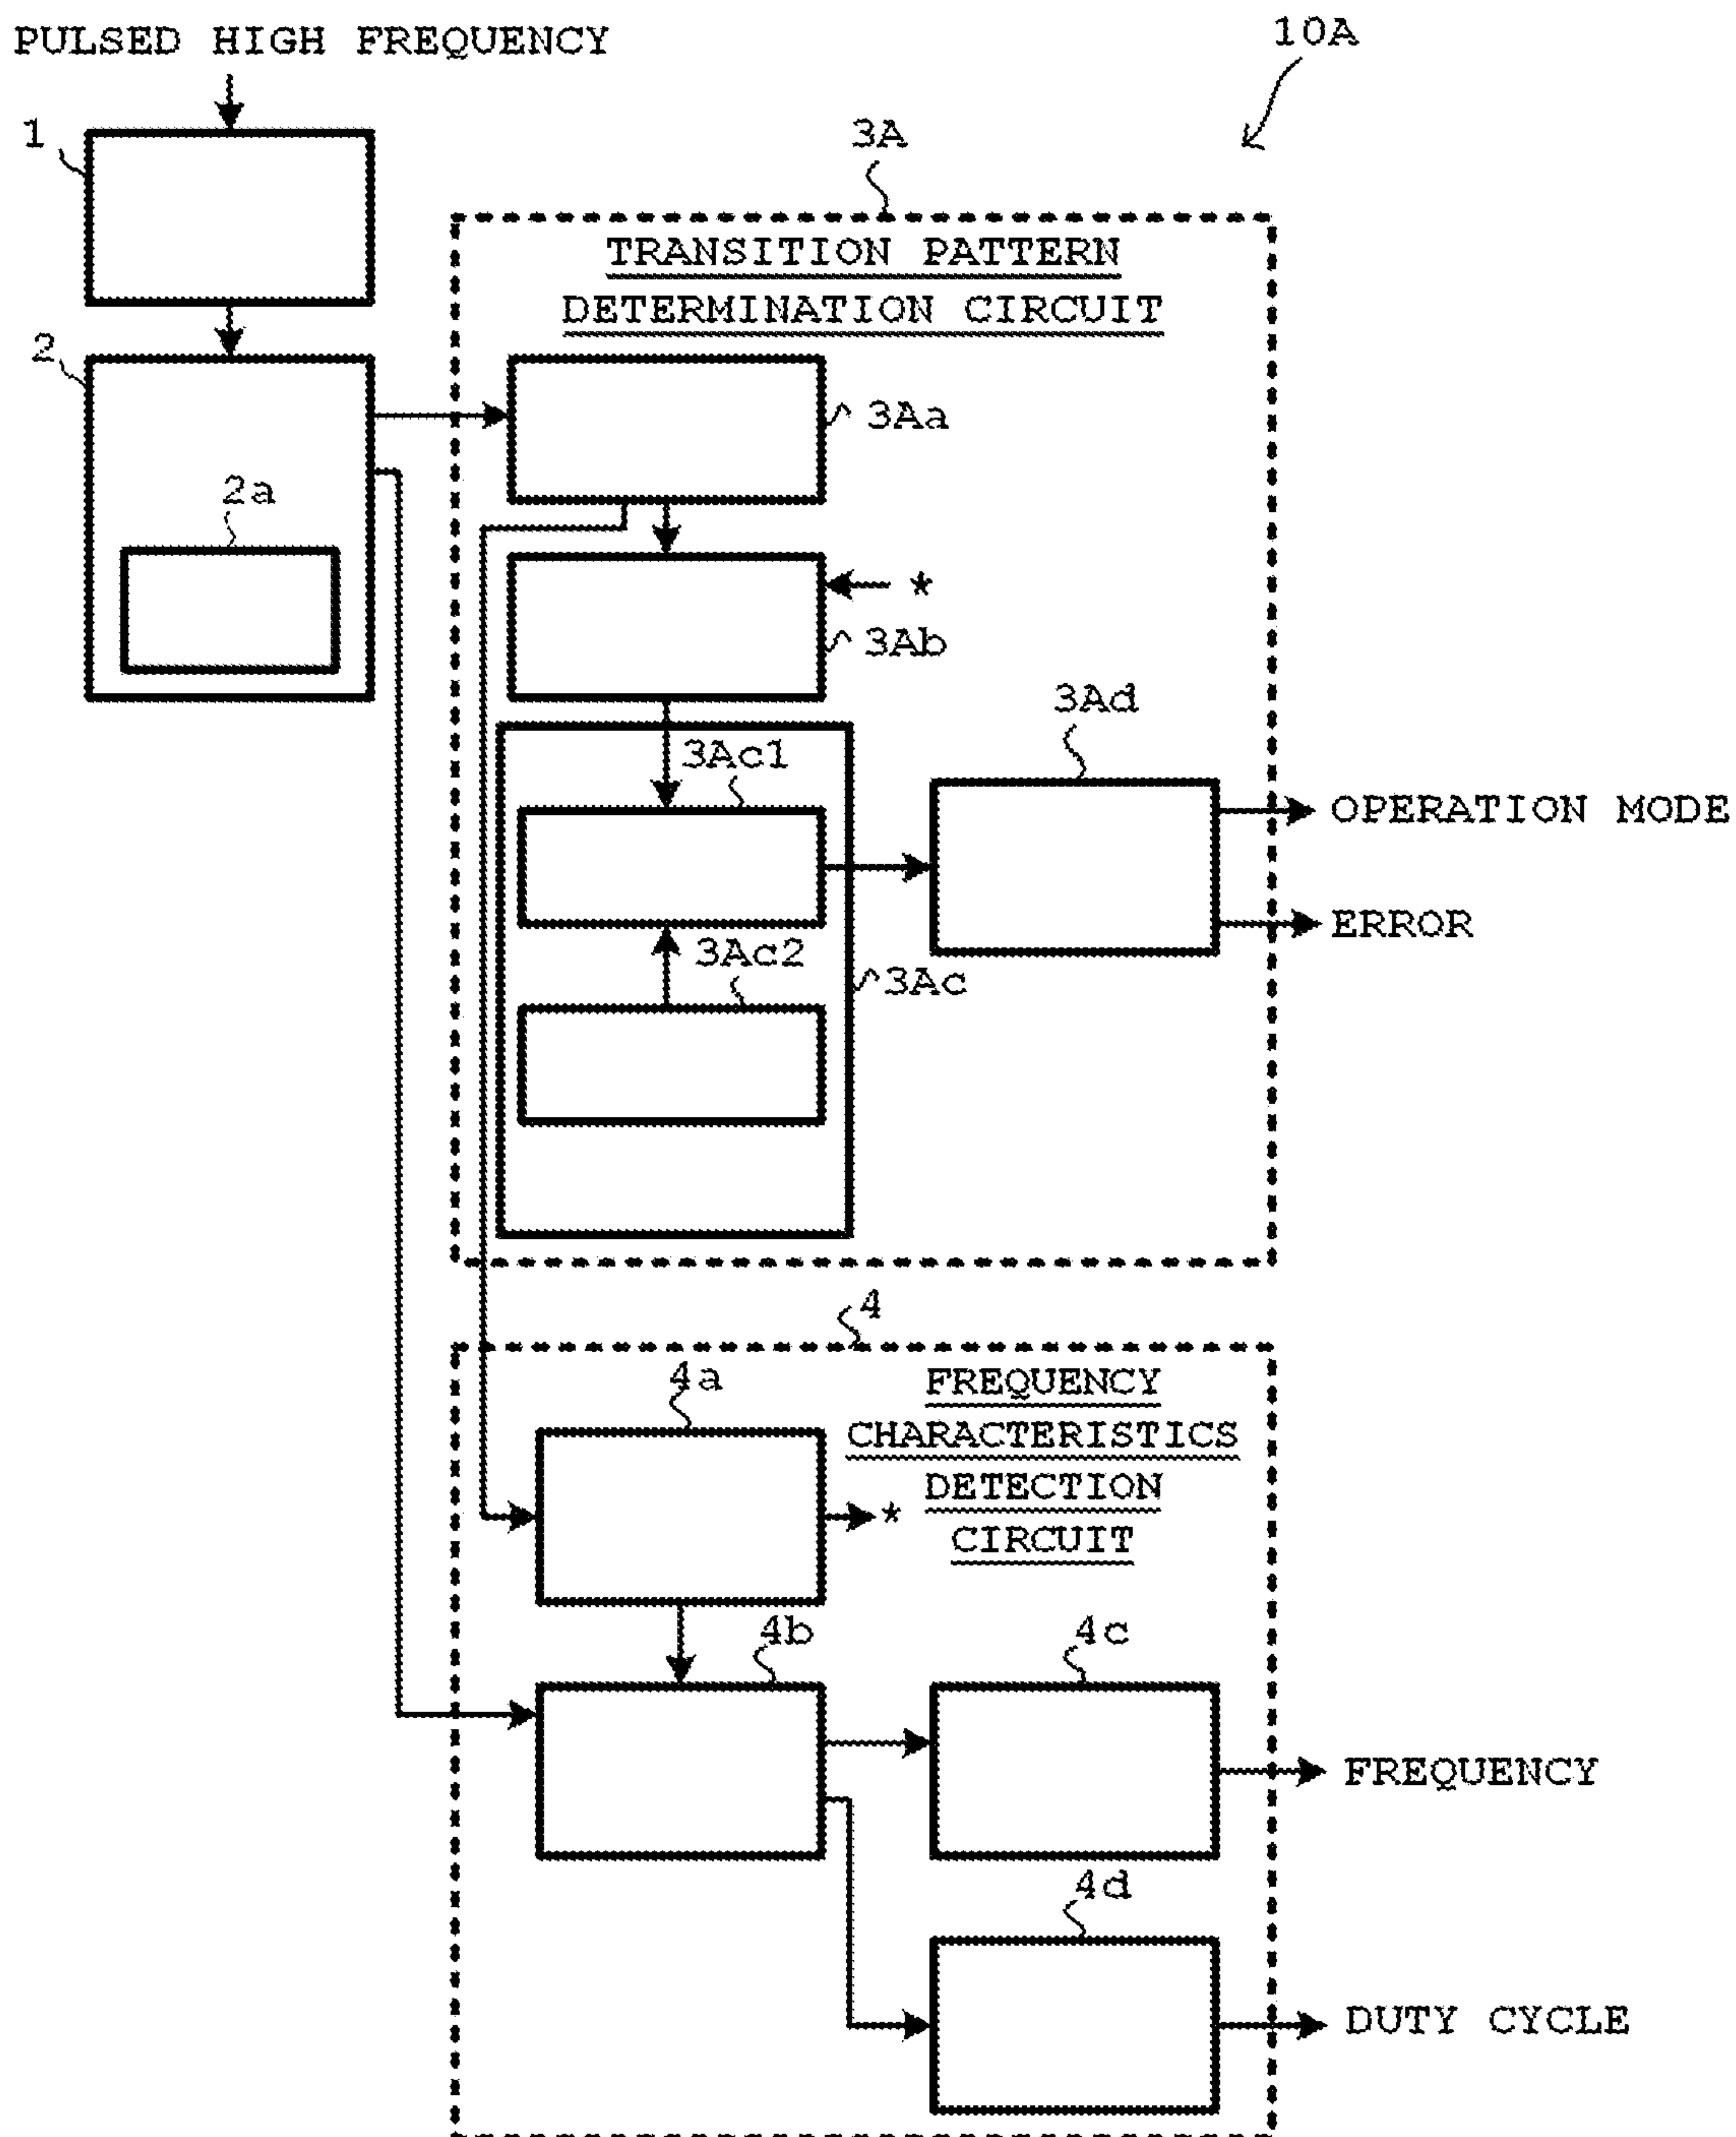 PULSED HIGH FREQUENCY
10A
1
3A
TRANSITION PATTERN
DETERMINATION CIRCUIT
2
3Aa
2a
*
3Ab
3Ad
3Ac1
OPERATION MODE
ERROR
3Ac2
3Ac
4
4a
FREQUENCY
CHARACTERISTICS
DETECTION
*
CIRCUIT
4b
4c
FREQUENCY
4d
DUTY CYCLE